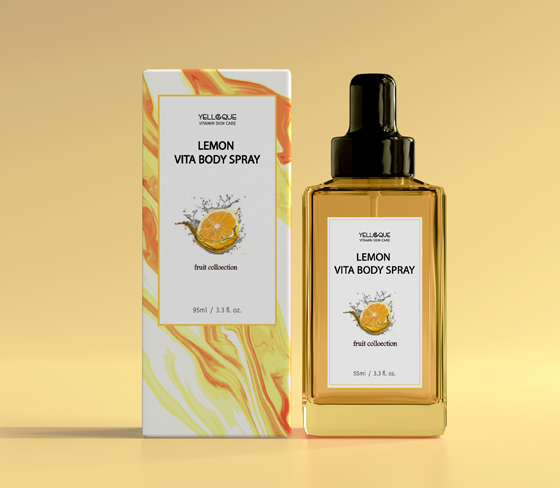 YELLOQUE
VITAMIN SKIN CARE
LEMON
VITA BODY SPRAY
fruit colloection
95ml / 3.3 fl. oz.
YELLOQUE
VITAMIN SKIN CARE
LEMON
VITA BODY SPRAY
fruit colloection
95ml / 3.3 fl. oz.